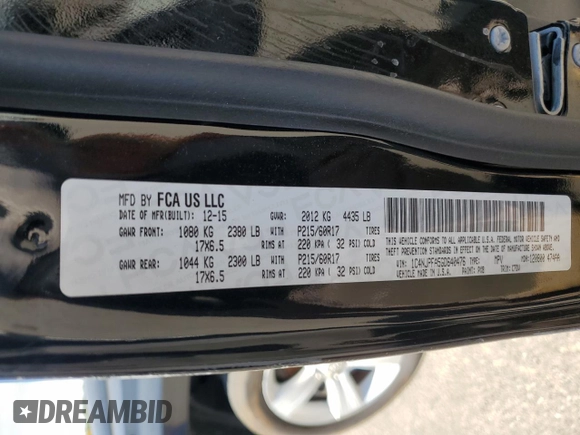 MFD BY FCA US LLC
DATE OF MFR(BUILT): 12-15 GVWR: 2012 KG 4435 LB
GAWR FRONT: 1080 KG 2380 LB WITH P215/60R17 TIRES
17X6.5 RIMS AT 220 KPA ( 32 PSI) COLD
GAWR REAR: 1044 KG 2300 LB WITH P215/60R17 TIRES
17X6.5 RIMS AT 220 KPA ( 32 PSI) COLD
THIS VEHICLE CONFORMS TO ALL APPLICABLE U.S.A. FEDERAL MOTOR VEHICLE SAFETY AND
THEFT PREVENTION STANDARDS IN EFFECT ON THE DATE OF MANUFACTURE SHOWN ABOVE.
VIN: TYPE: MPV MDH:
MADE IN U.S.A. PAINT: TRIM:
DREAMBID